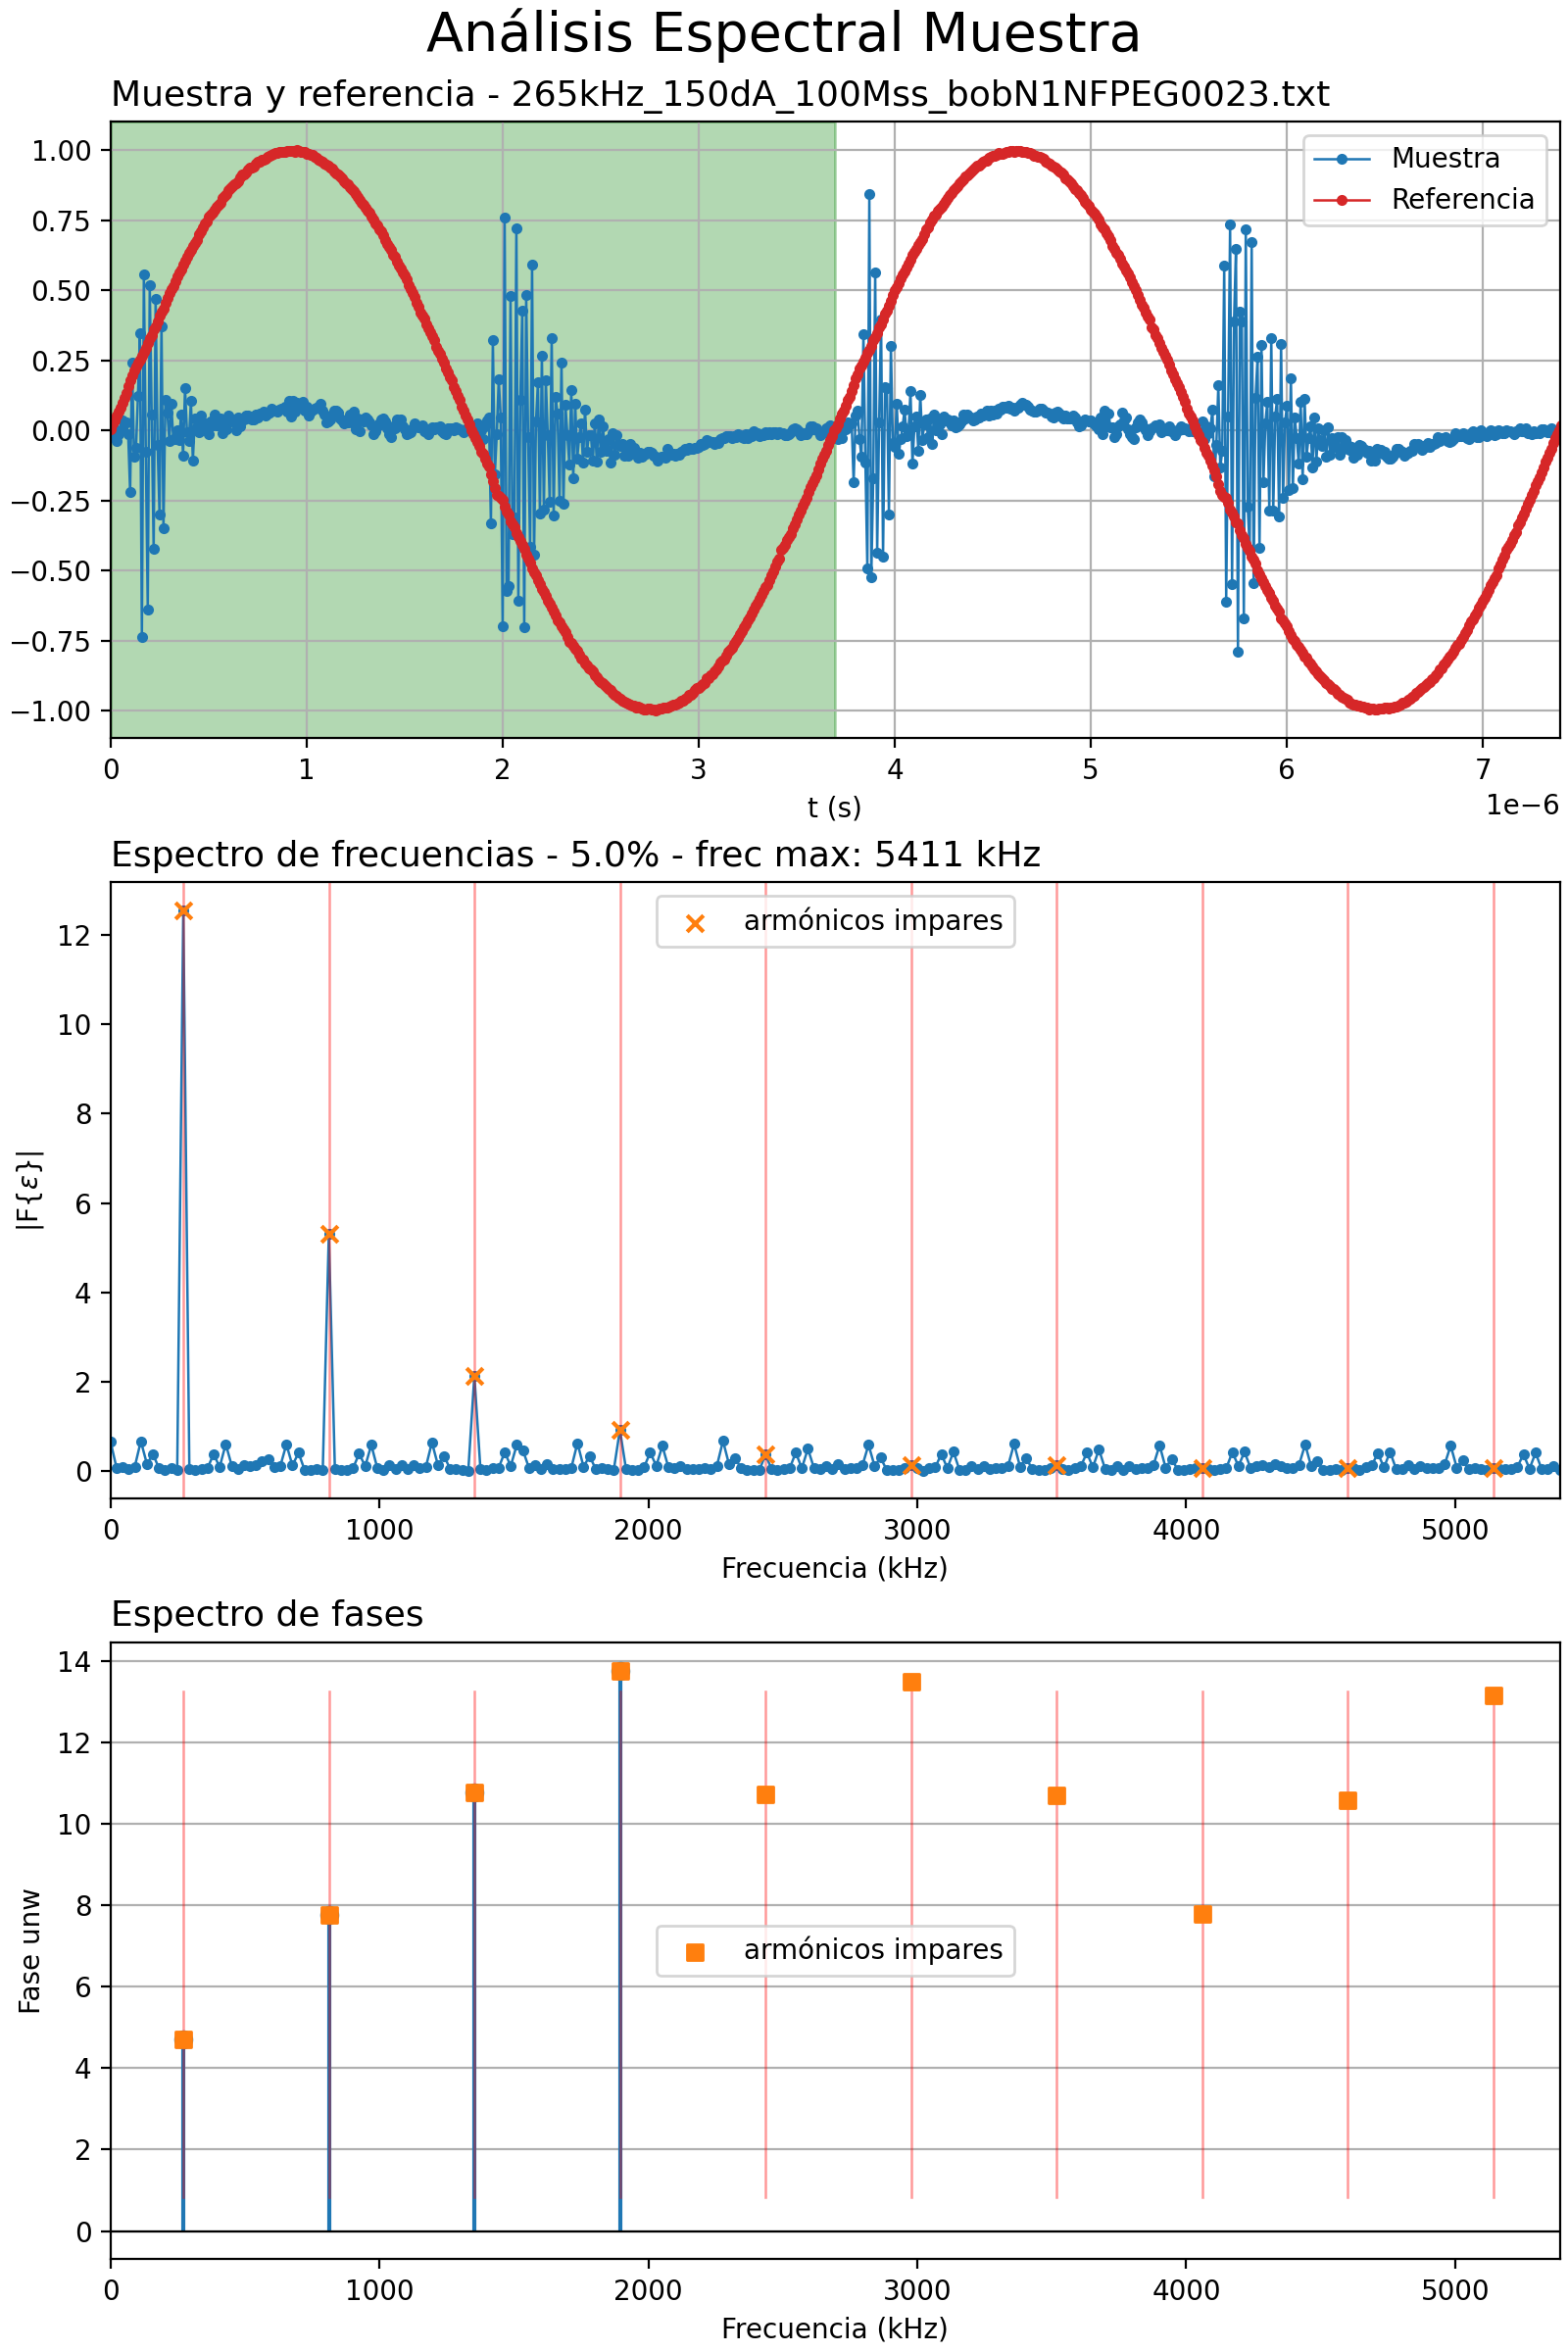 Análisis Espectral Muestra
Muestra y referencia - 265kHz_150dA_100Mss_bobN1NFPEG0023.txt
Muestra
Referencia
1.00
0.75
0.50
0.25
0.00
−0.25
−0.50
−0.75
−1.00
0 1 2 3 4 5 6 7
1e−6
t (s)
Espectro de frecuencias - 5.0% - frec max: 5411 kHz
armónicos impares
12
10
8
6
4
2
0
|F{ε}|
0 1000 2000 3000 4000 5000
Frecuencia (kHz)
Espectro de fases
14
12
10
8
6
4
2
0
Fase unw
armónicos impares
0 1000 2000 3000 4000 5000
Frecuencia (kHz)